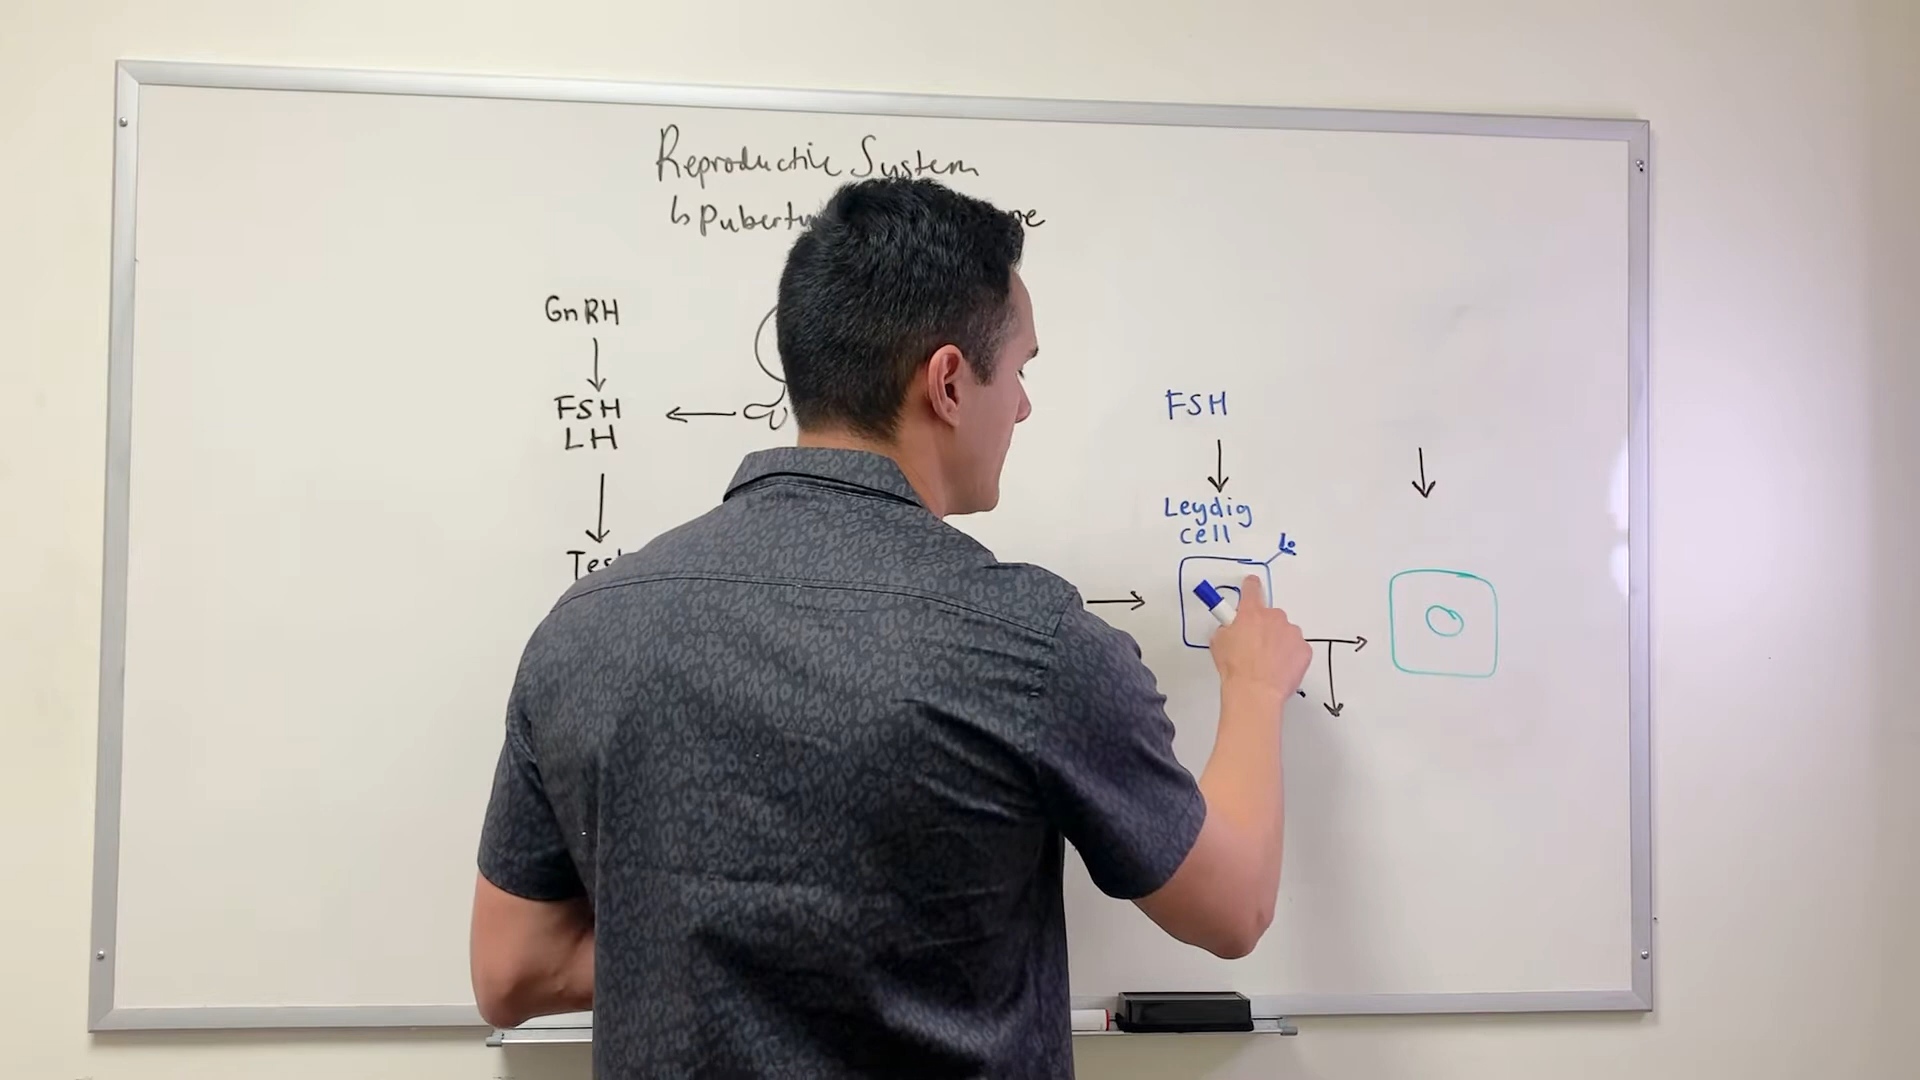 Reproductive System
↳ Puberty
GnRH
FSH
LH
FSH
Leydig
cell